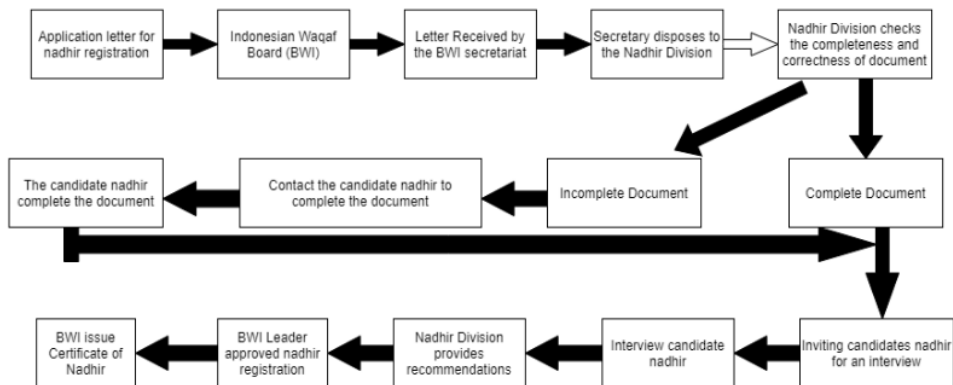 Application letter for
nadhir registration
Indonesian Waqaf
Board (BWI)
Letter Received by
the BWI secretariat
Secretary disposes to
the Nadhir Division
Nadhir Division checks
the completeness and
correctness of document
The candidate nadhir
complete the document
Contact the candidate nadhir to
complete the document
Incomplete Document
Complete Document
BWI issue
Certificate of
Nadhir
BWI Leader
approved nadhir
registration
Nadhir Division
provides
recommendations
Interview candidate
nadhir
Inviting candidates nadhir
for an interview